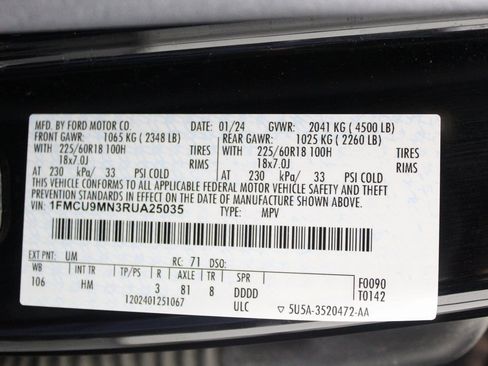 MFD. BY FORD MOTOR CO. DATE: 01/24 GVWR: 2041 KG ( 4500 LB)
FRONT GAWR: 1065 KG ( 2348 LB) REAR GAWR: 1025 KG ( 2260 LB)
WITH 225/60R18 100H TIRES WITH 225/60R18 100H TIRES
18x7.0J RIMS 18x7.0J RIMS
AT 230 kPa/ 33 PSI COLD AT 230 kPa/ 33 PSI COLD
THIS VEHICLE CONFORMS TO ALL APPLICABLE FEDERAL MOTOR VEHICLE SAFETY AND THEFT
PREVENTION STANDARDS IN EFFECT ON THE DATE OF MANUFACTURE SHOWN ABOVE.
VIN: 1FMCU9MN3RUA25035 TYPE: MPV
EXT PNT: UM RC: 71 DSO:
WB INT TR TP/PS R AXLE TR SPR F0090
106 HM 3 81 8 DDDD T0142
1202401251067 ULC ▽ 5U5A-3520472-AA